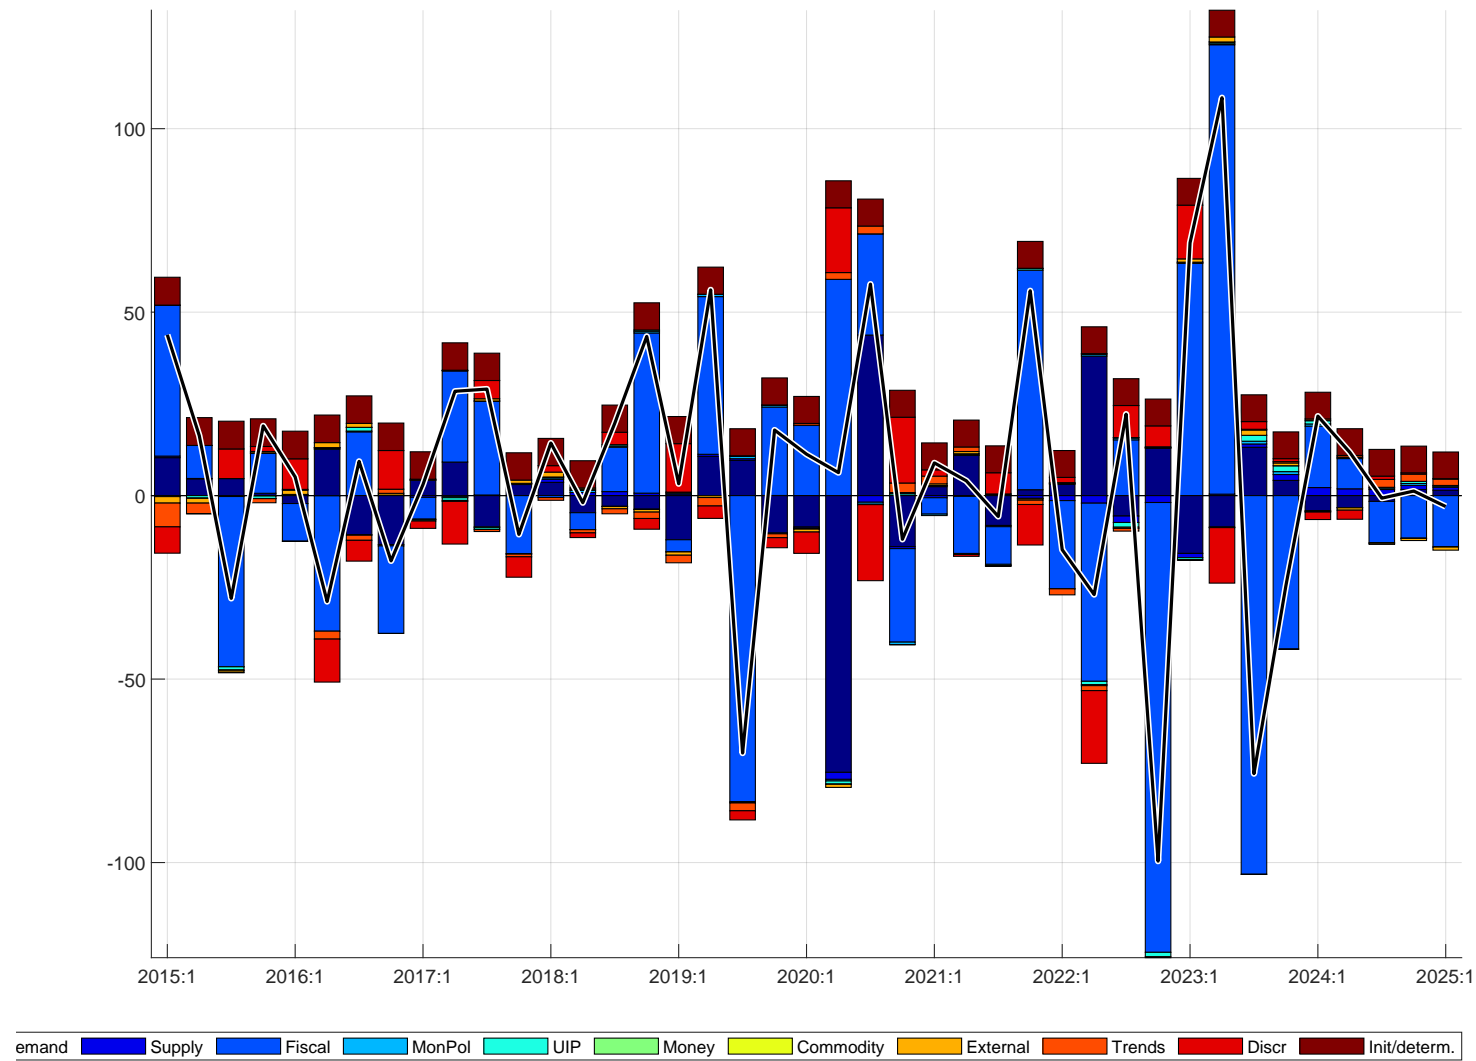 100
50
0
-50
-100
2015:1 2016:1 2017:1 2018:1 2019:1 2020:1 2021:1 2022:1 2023:1 2024:1 2025:1
emand Supply Fiscal MonPol UIP Money Commodity External Trends Discr Init/determ.